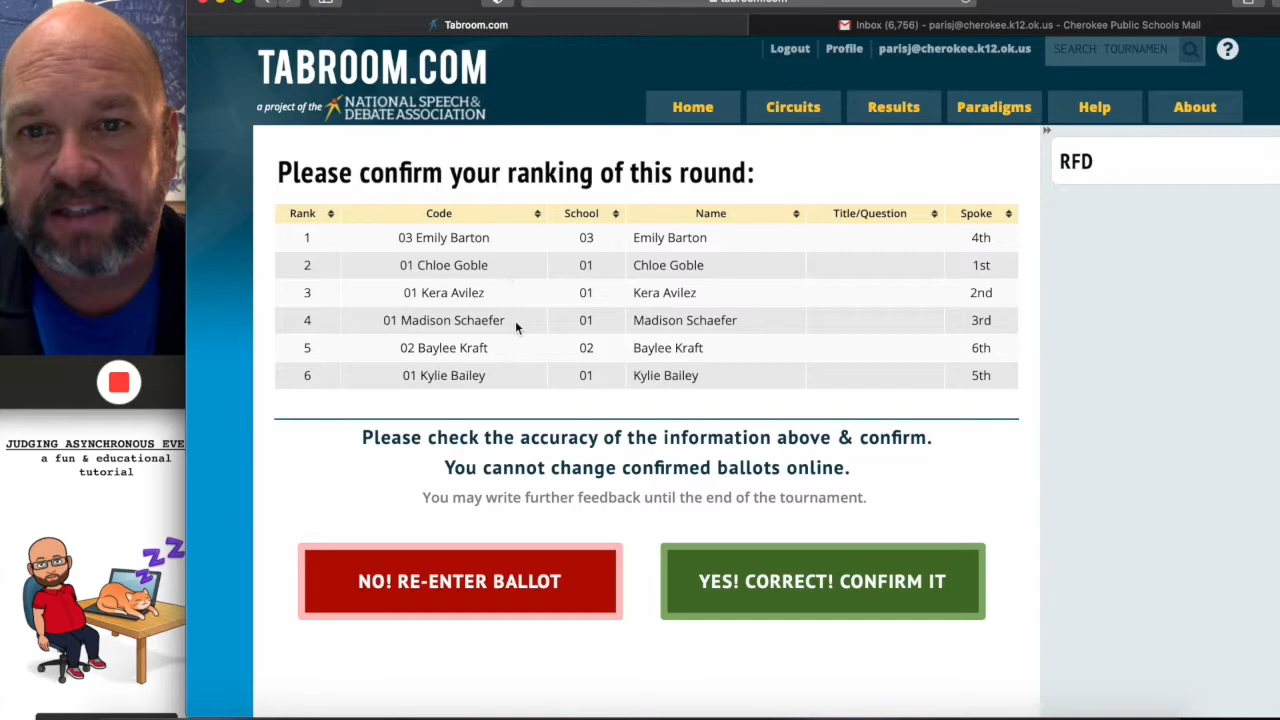 Tabroom.com
Inbox (6,756) – parisj@cherokee.k12.ok.us - Cherokee Public Schools Mail
TABROOM.COM
a project of the NATIONAL SPEECH & DEBATE ASSOCIATION
Logout Profile parisj@cherokee.k12.ok.us SEARCH: TOURNAMEN ?
Home Circuits Results Paradigms Help About
Please confirm your ranking of this round:
Rank Code School Name Title/Question Spoke
1 03 Emily Barton 03 Emily Barton 4th
2 01 Chloe Goble 01 Chloe Goble 1st
3 01 Kera Avilez 01 Kera Avilez 2nd
4 01 Madison Schaefer 01 Madison Schaefer 3rd
5 02 Baylee Kraft 02 Baylee Kraft 6th
6 01 Kylie Bailey 01 Kylie Bailey 5th
Please check the accuracy of the information above & confirm.
You cannot change confirmed ballots online.
You may write further feedback until the end of the tournament.
NO! RE-ENTER BALLOT
YES! CORRECT! CONFIRM IT
RFD
JUDGING ASYNCHRONOUS EVE
a fun & educational
tutorial
Z Z Z